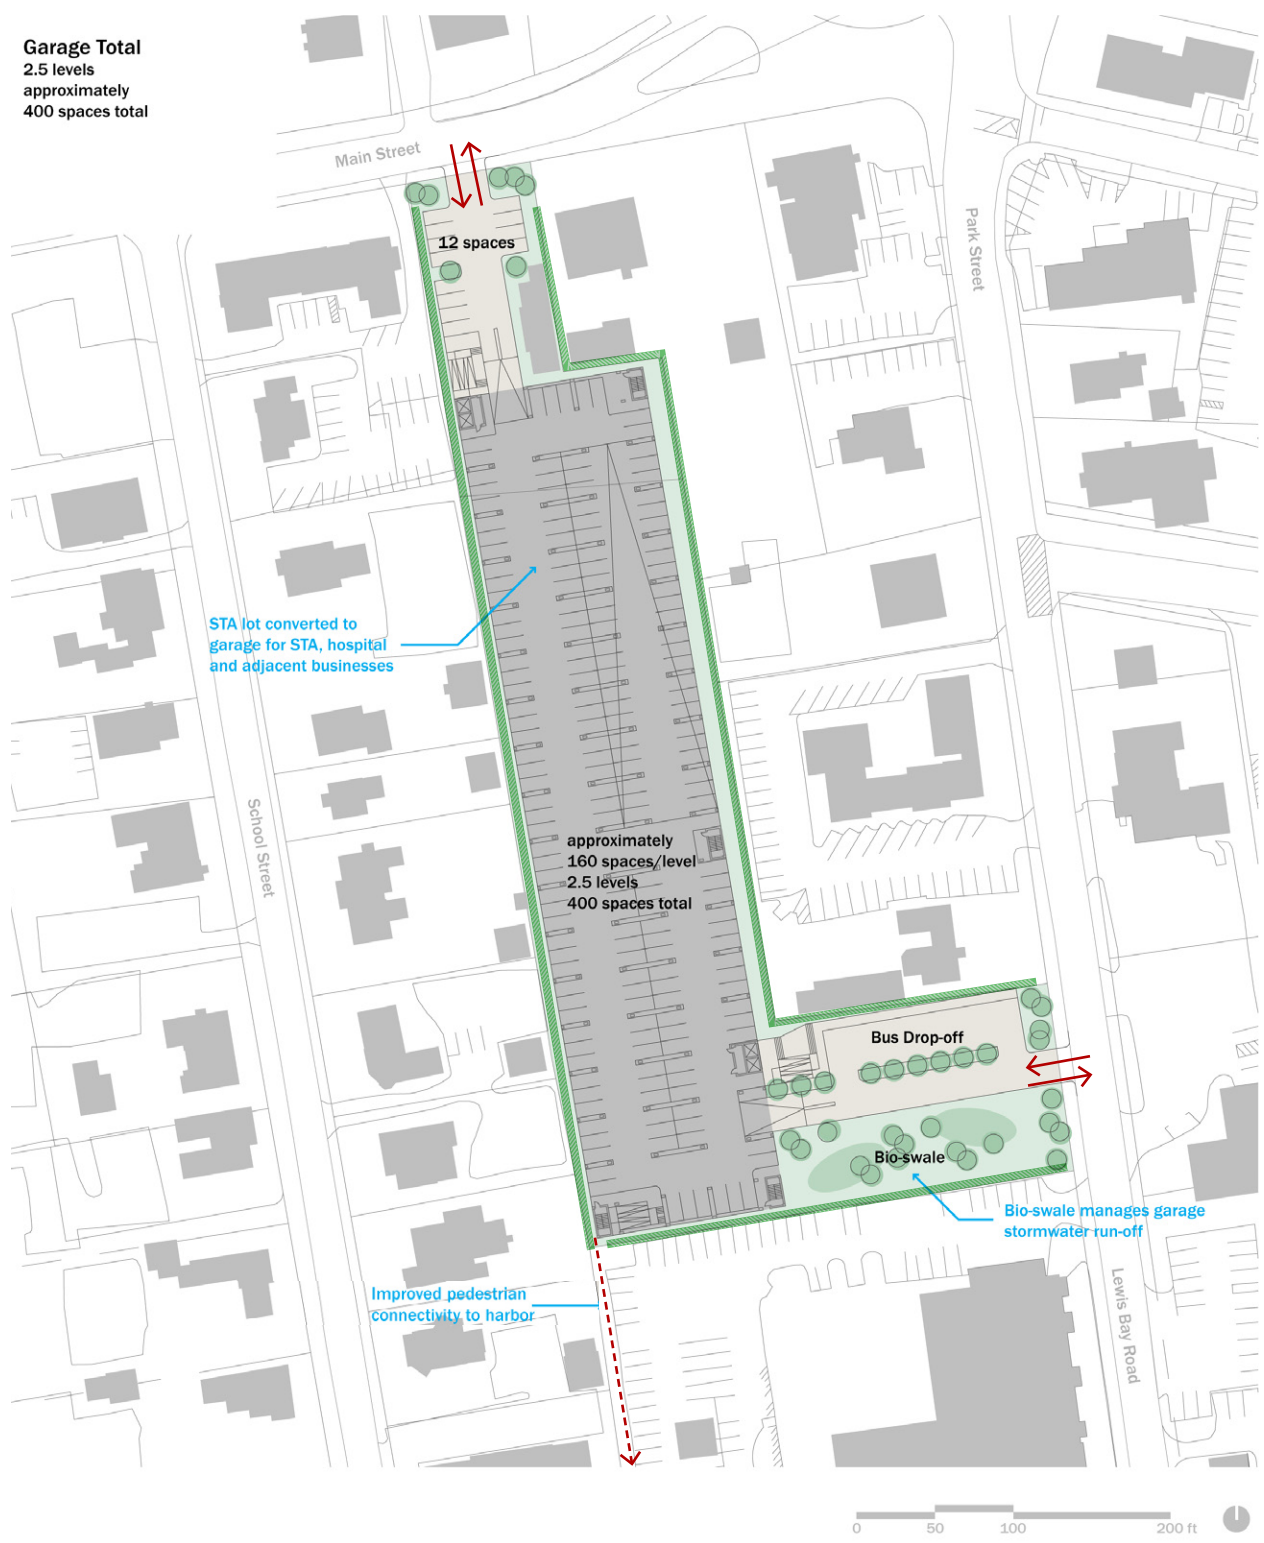 Garage Total
2.5 levels
approximately
400 spaces total
Main Street
12 spaces
Park Street
STA lot converted to
garage for STA, hospital
and adjacent businesses
School Street
approximately
160 spaces/level
2.5 levels
400 spaces total
Bus Drop-off
Bio-swale
Bio-swale manages garage
stormwater run-off
Improved pedestrian
connectivity to harbor
Lewis Bay Road
0 50 100 200 ft